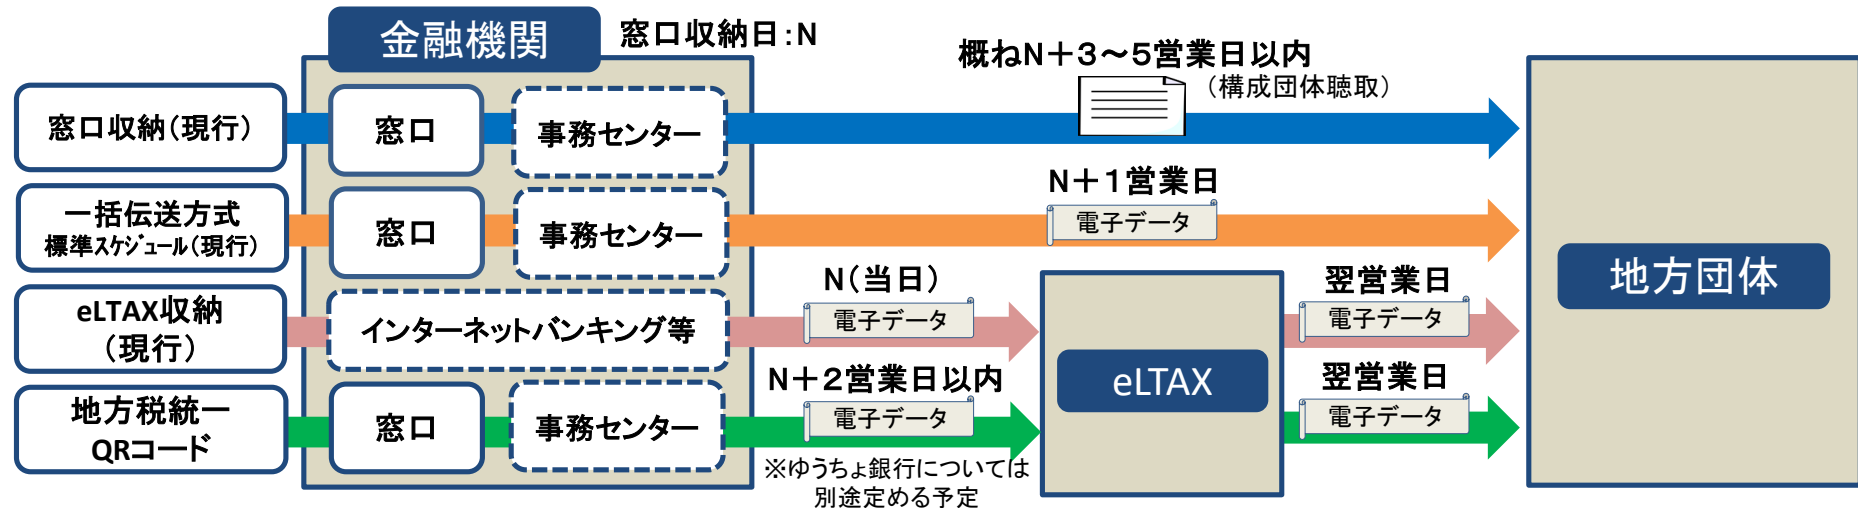 金融機関
窓口収納日：N
概ねN＋３～５営業日以内
（構成団体聴取）
窓口収納（現行）
窓口
事務センター
N＋１営業日
一括伝送方式
標準ｽｹｼﾞｭｰﾙ（現行）
窓口
事務センター
電子データ
地方団体
eLTAX収納
（現行）
インターネットバンキング等
N（当日）
電子データ
翌営業日
電子データ
eLTAX
地方税統一
QRコード
窓口
事務センター
N＋２営業日以内
電子データ
翌営業日
電子データ
※ゆうちょ銀行については
別途定める予定